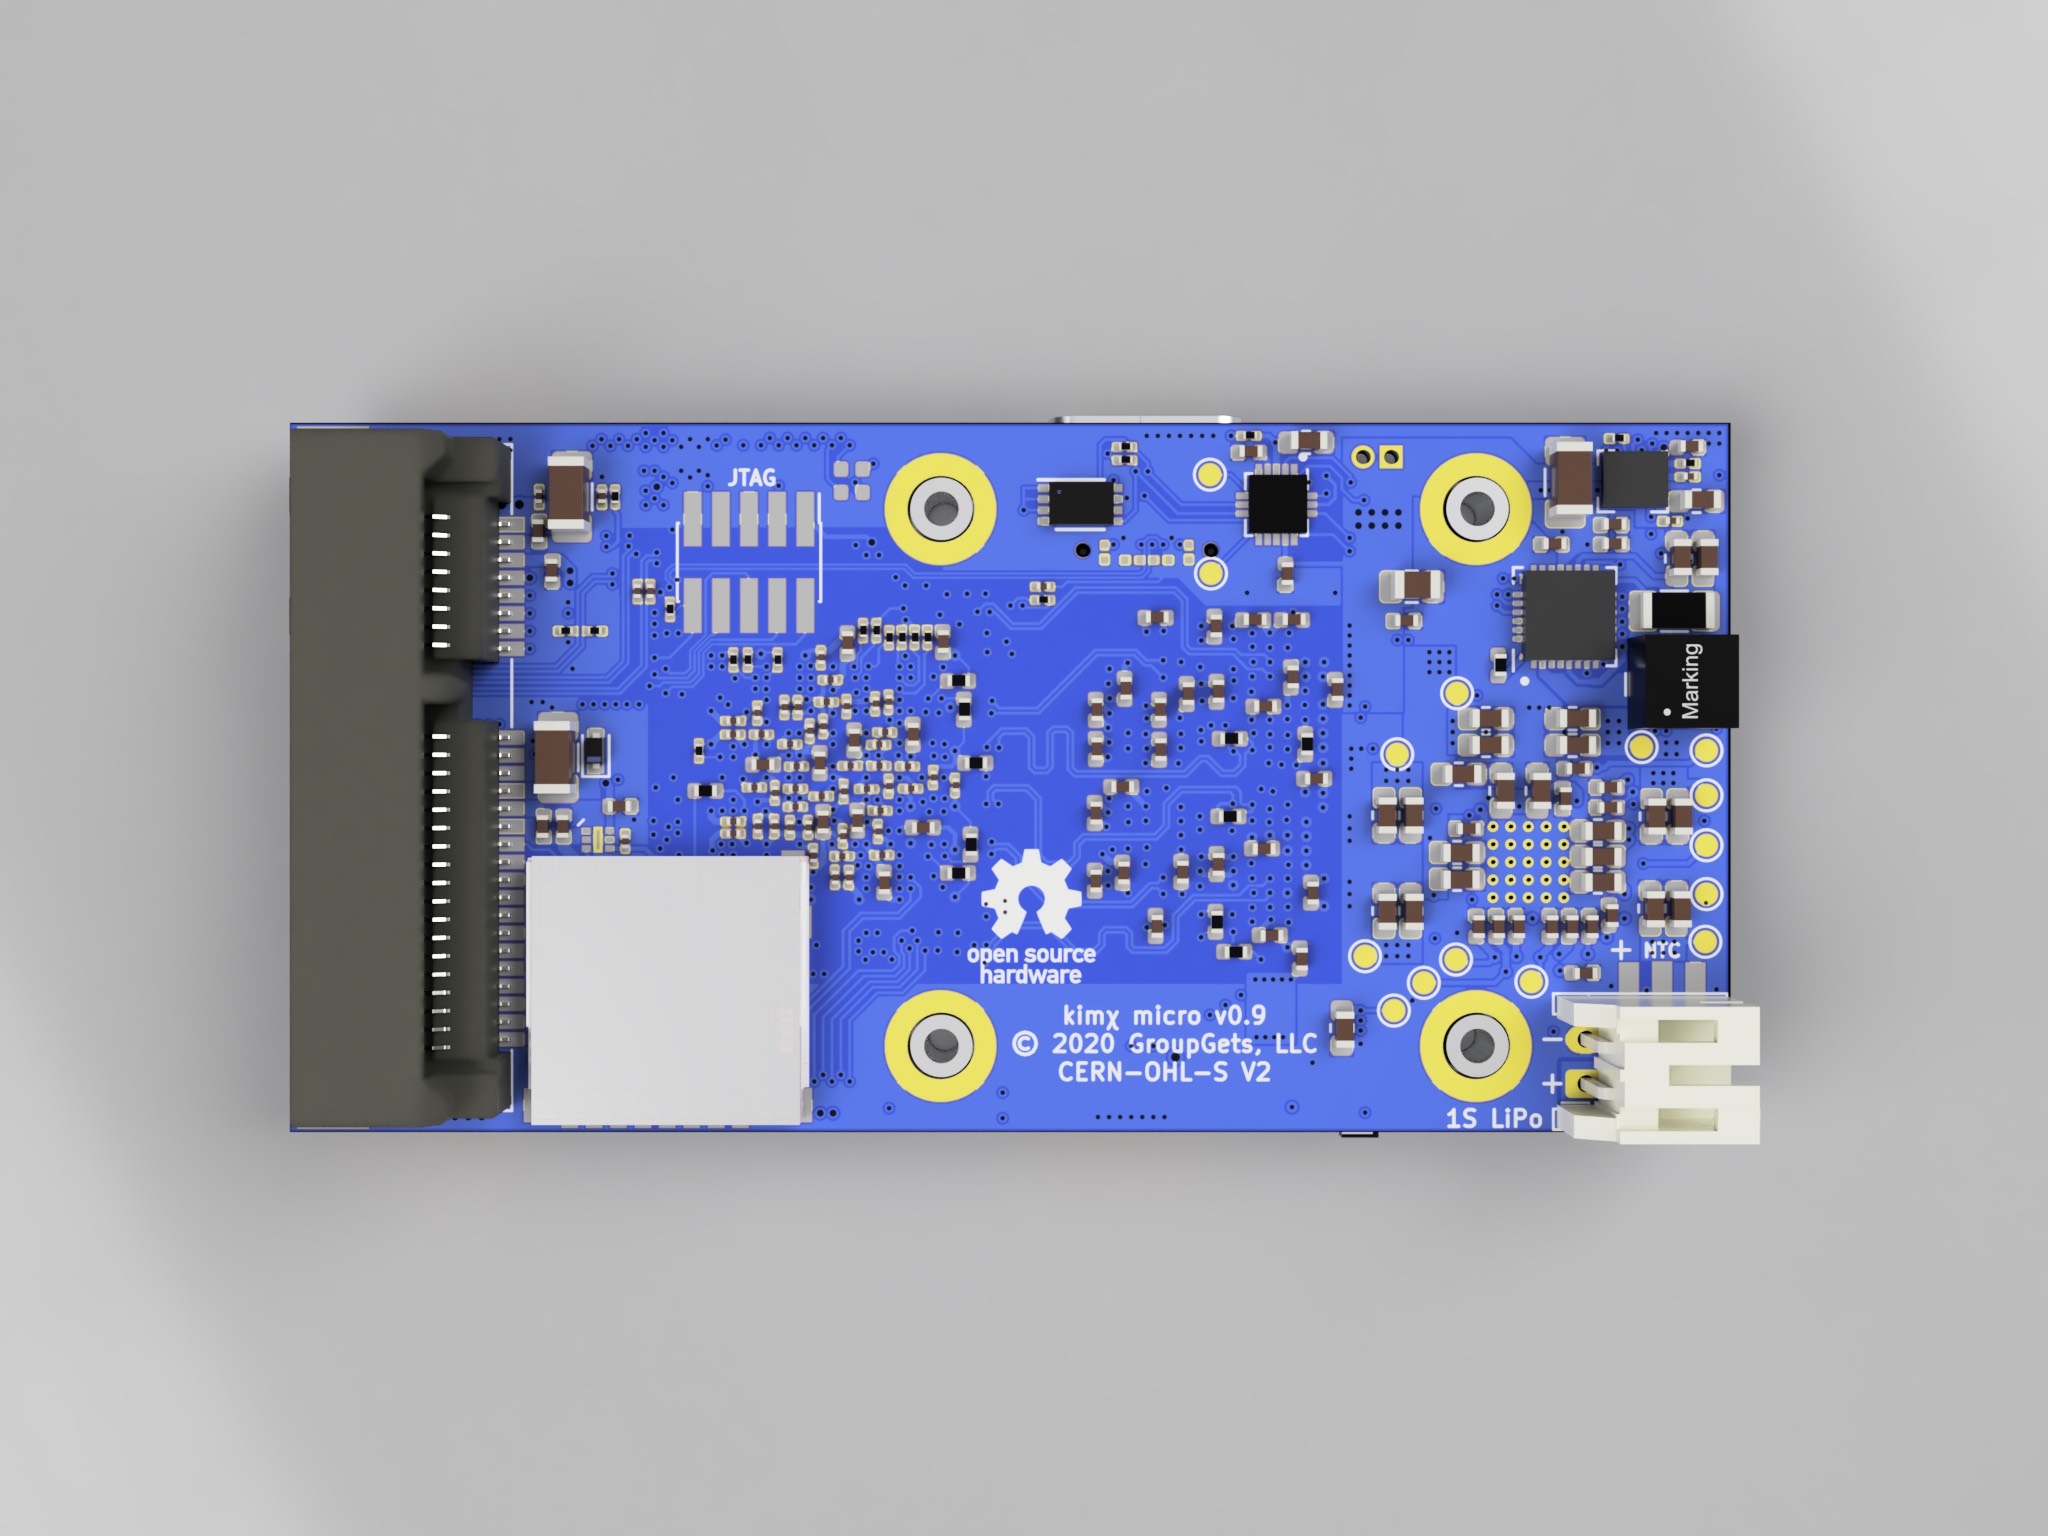 JTAG
Marking
open source
hardware
+ NTC
kimχ micro v0.9
© 2020 GroupGets, LLC
CERN-OHL-S V2
-
+
1S LiPo